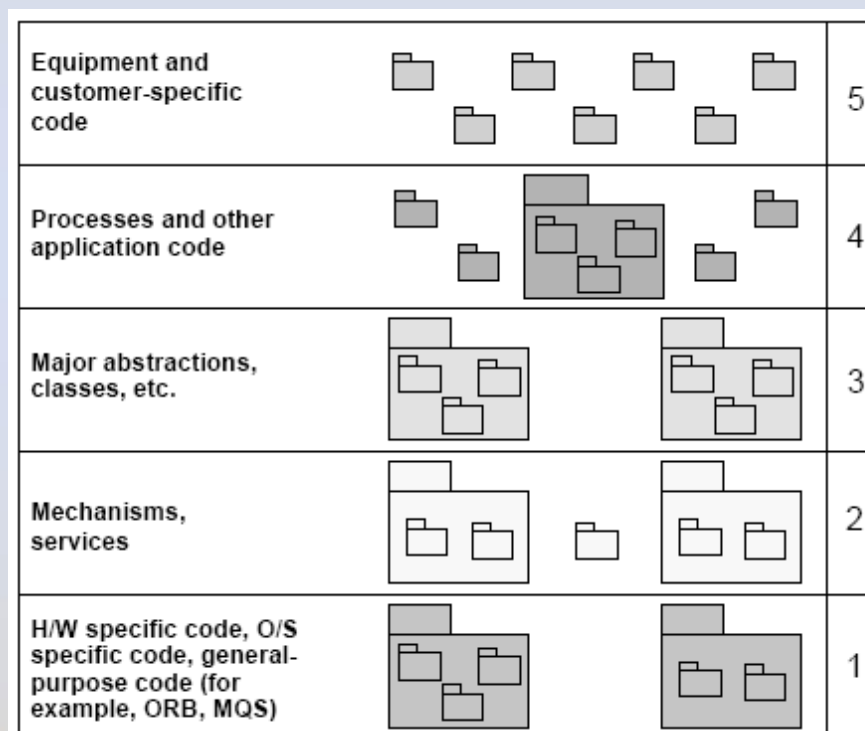 Equipment and
customer-specific
code
5
Processes and other
application code
4
Major abstractions,
classes, etc.
3
Mechanisms,
services
2
H/W specific code, O/S
specific code, general-
purpose code (for
example, ORB, MQS)
1